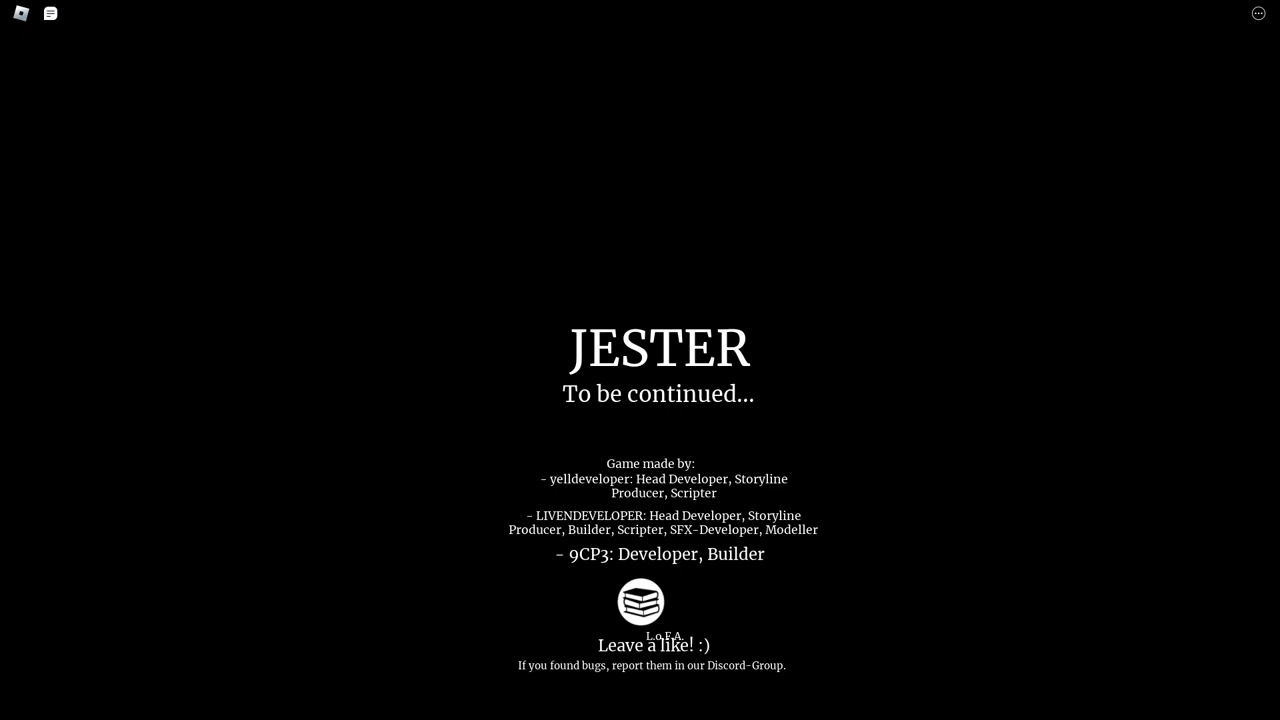 JESTER
To be continued...
Game made by:
- yelldeveloper: Head Developer, Storyline
Producer, Scripter
- LIVENDEVELOPER: Head Developer, Storyline
Producer, Builder, Scripter, SFX-Developer, Modeller
- 9CP3: Developer, Builder
L.o.F.A.
Leave a like! :)
If you found bugs, report them in our Discord-Group.